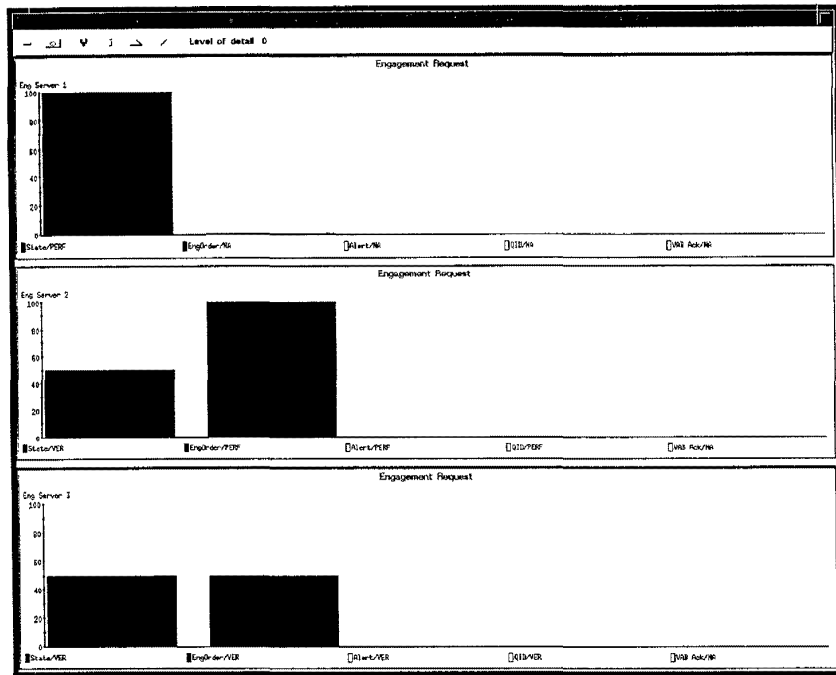 Level of detail 0
Engagement Request
Eng Server 1
100
80
60
40
20
0
State/PERF EngOrder/NA Alert/NA QID/NA VAB Ack/NA
Engagement Request
Eng Server 2
100
80
60
40
20
0
State/VER EngOrder/PERF Alert/PERF QID/PERF VAB Ack/NA
Engagement Request
Eng Server 3
100
80
60
40
20
0
State/VER EngOrder/VER Alert/VER QID/VER VAB Ack/NA